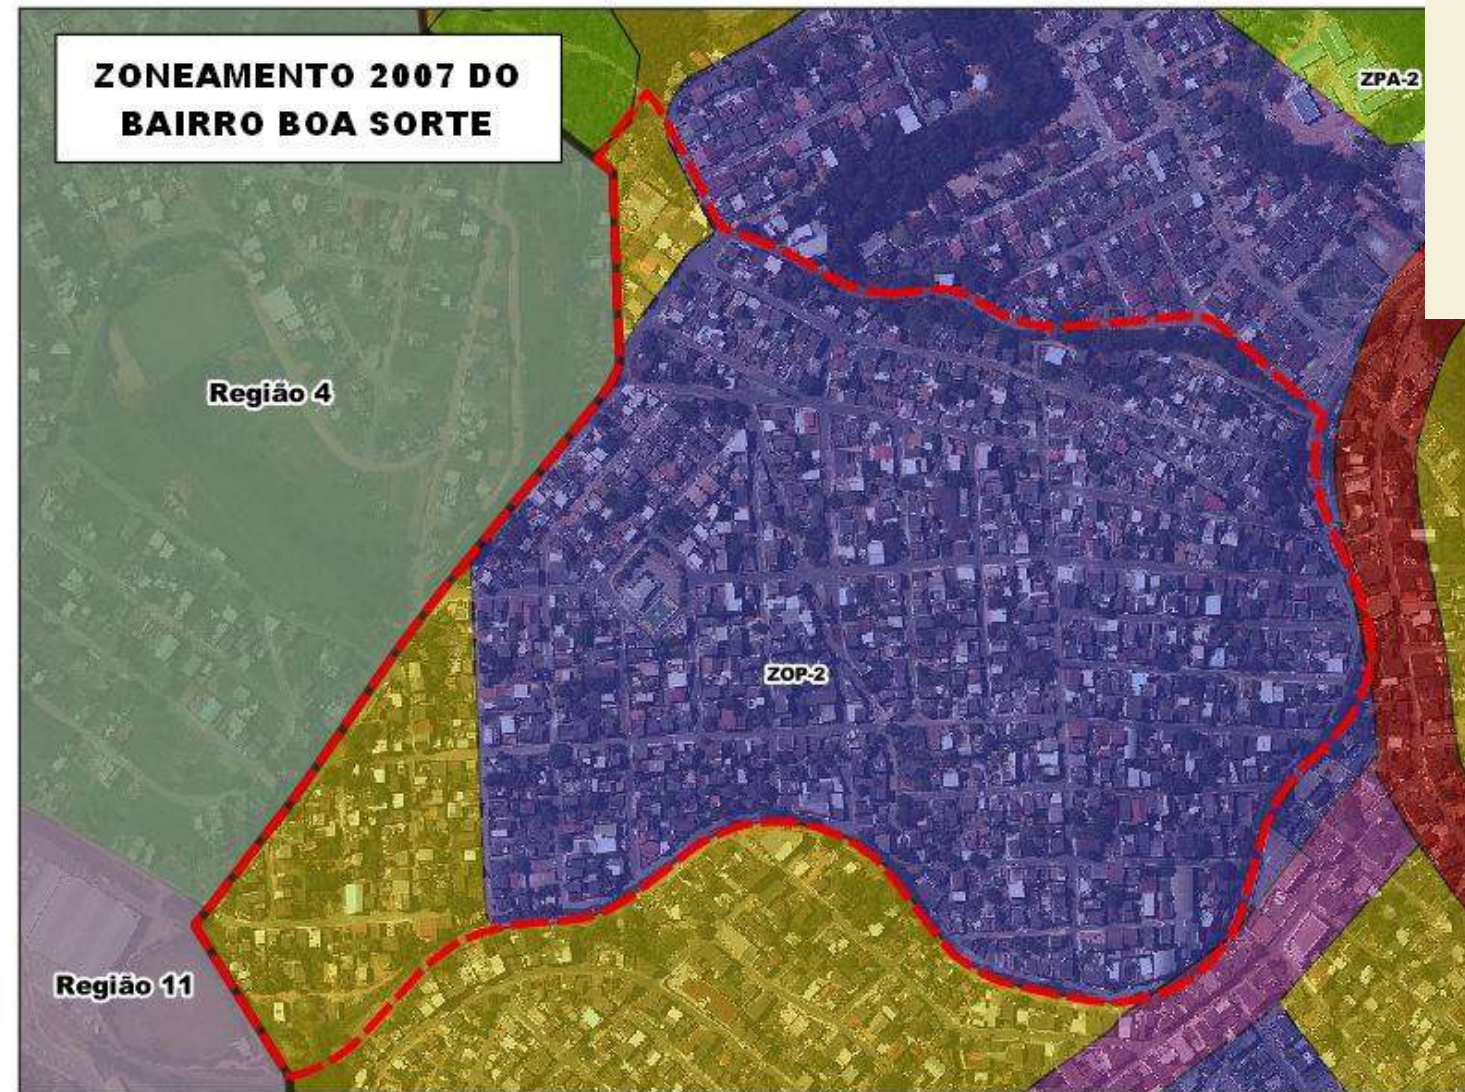 ZONEAMENTO 2007 DO
BAIRRO BOA SORTE
ZPA-2
Região 4
ZOP-2
Região 11